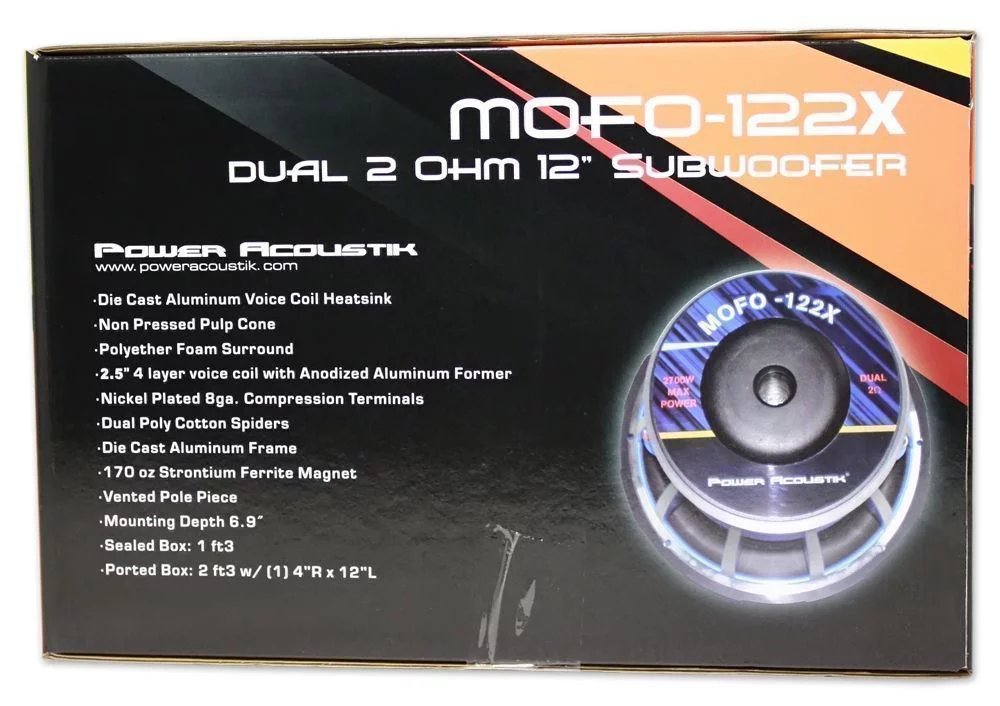 MOFO-122X
DUAL 2 OHM 12" SUBWOOFER
POWER ACOUSTIK
www.poweracoustik.com
·Die Cast Aluminum Voice Coil Heatsink
·Non Pressed Pulp Cone
·Polyether Foam Surround
·2.5" 4 layer voice coil with Anodized Aluminum Former
·Nickel Plated 8ga. Compression Terminals
·Dual Poly Cotton Spiders
·Die Cast Aluminum Frame
·170 oz Strontium Ferrite Magnet
·Vented Pole Piece
·Mounting Depth 6.9″
·Sealed Box: 1 ft3
·Ported Box: 2 ft3 w/ (1) 4"R x 12"L
MOFO -122X
2700W
MAX
POWER
DUAL
2Ω
POWER ACOUSTIK®